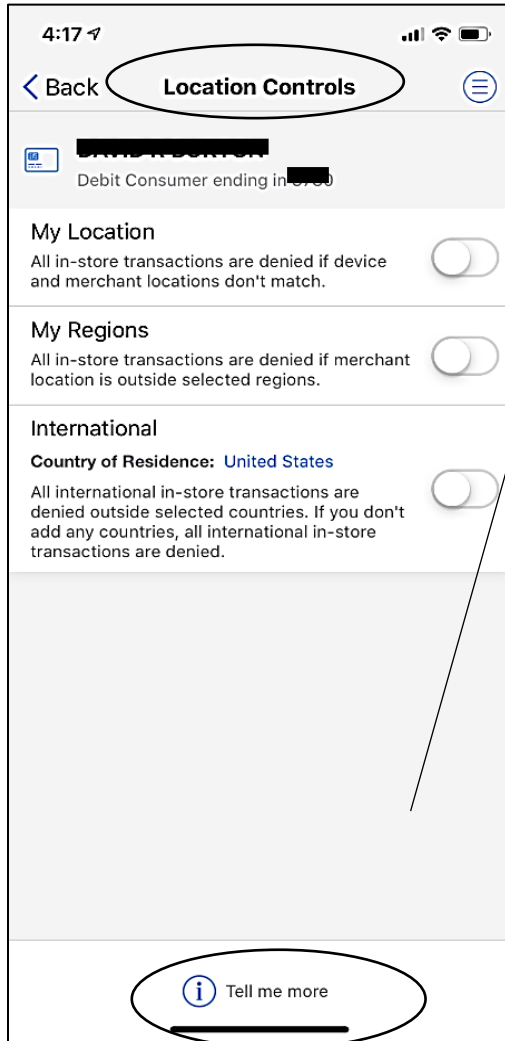 4:17
Back Location Controls
Debit Consumer ending in
My Location
All in-store transactions are denied if device
and merchant locations don't match.
My Regions
All in-store transactions are denied if merchant
location is outside selected regions.
International
Country of Residence: United States
All international in-store transactions are
denied outside selected countries. If you don't
add any countries, all international in-store
transactions are denied.
Tell me more